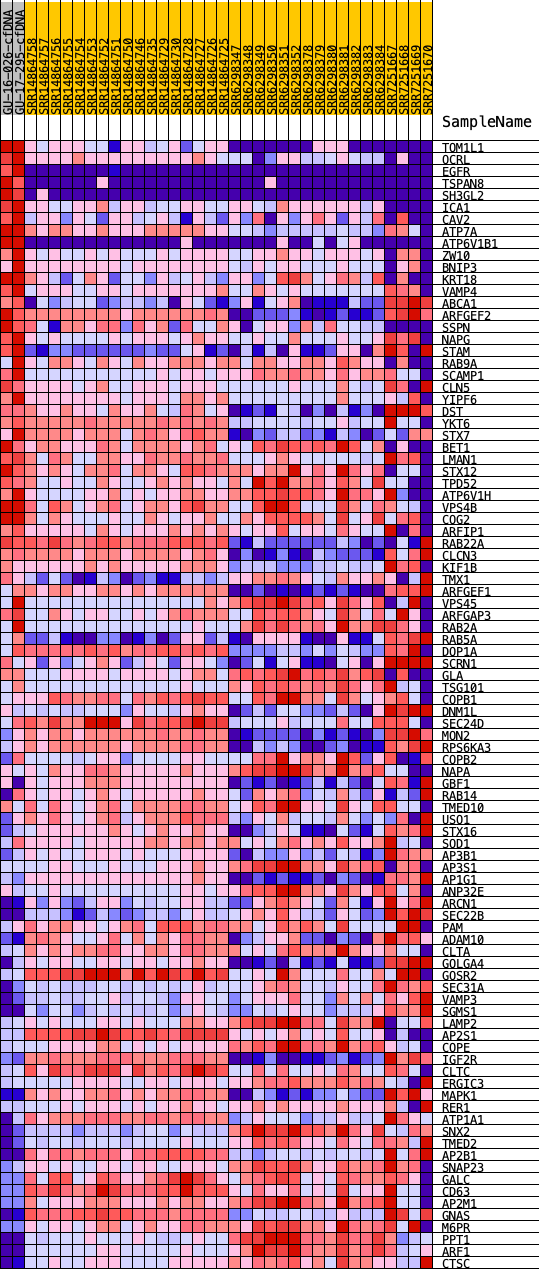 GU-16-026-cfDNA
GU-17-295-cfDNA
SRR14864758
SRR14864757
SRR14864756
SRR14864755
SRR14864754
SRR14864753
SRR14864752
SRR14864751
SRR14864750
SRR14864746
SRR14864735
SRR14864729
SRR14864730
SRR14864728
SRR14864727
SRR14864726
SRR14864725
SRR6298347
SRR6298348
SRR6298349
SRR6298350
SRR6298351
SRR6298352
SRR6298378
SRR6298379
SRR6298380
SRR6298381
SRR6298382
SRR6298383
SRR6298384
SRR7251667
SRR7251668
SRR7251669
SRR7251670
SampleName
TOM1L1
OCRL
EGFR
TSPAN8
SH3GL2
ICA1
CAV2
ATP7A
ATP6V1B1
ZW10
BNIP3
KRT18
VAMP4
ABCA1
ARFGEF2
SSPN
NAPG
STAM
RAB9A
SCAMP1
CLN5
YIPF6
DST
YKT6
STX7
BET1
LMAN1
STX12
TPD52
ATP6V1H
VPS4B
COG2
ARFIP1
RAB22A
CLCN3
KIF1B
TMX1
ARFGEF1
VPS45
ARFGAP3
RAB2A
RAB5A
DOP1A
SCRN1
GLA
TSG101
COPB1
DNM1L
SEC24D
MON2
RPS6KA3
COPB2
NAPA
GBF1
RAB14
TMED10
USO1
STX16
SOD1
AP3B1
AP3S1
AP1G1
ANP32E
ARCN1
SEC22B
PAM
ADAM10
CLTA
GOLGA4
GOSR2
SEC31A
VAMP3
SGMS1
LAMP2
AP2S1
COPE
IGF2R
CLTC
ERGIC3
MAPK1
RER1
ATP1A1
SNX2
TMED2
AP2B1
SNAP23
GALC
CD63
AP2M1
GNAS
M6PR
PPT1
ARF1
CTSC